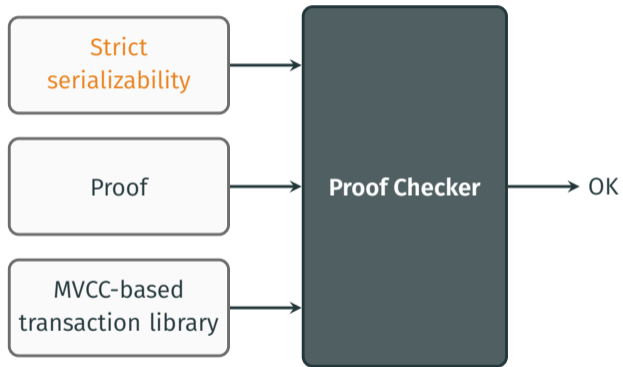 Strict
serializability
Proof
Proof Checker
OK
MVCC-based
transaction library